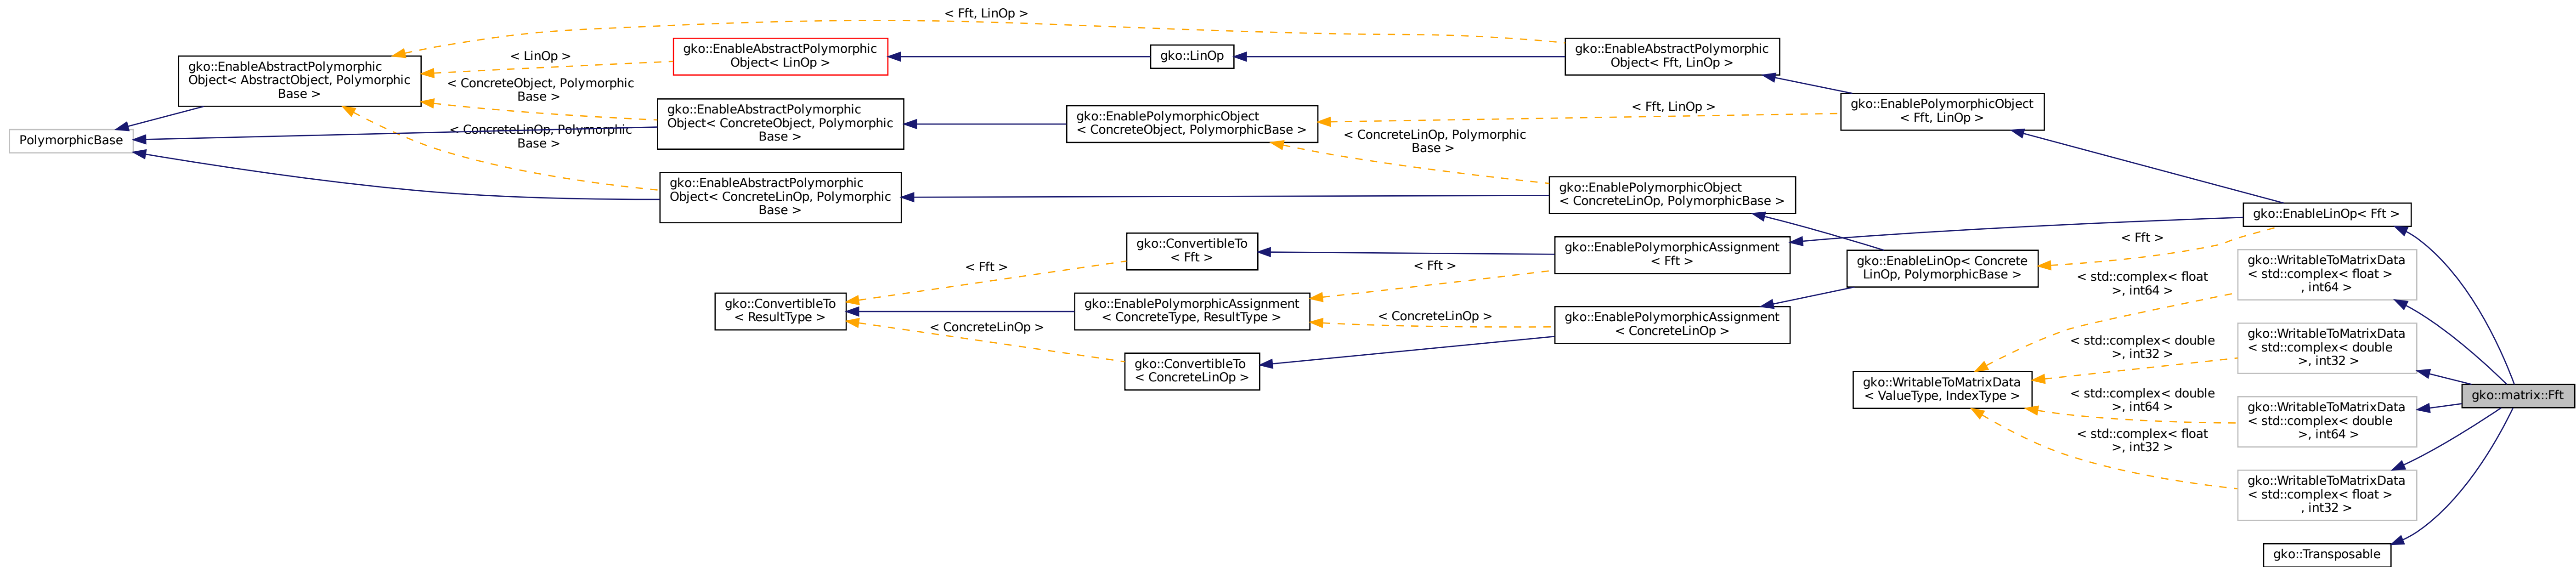 < Fft, LinOp >
gko::EnableAbstractPolymorphic
Object< AbstractObject, Polymorphic
Base >
< LinOp >
gko::EnableAbstractPolymorphic
Object< LinOp >
gko::LinOp
gko::EnableAbstractPolymorphic
Object< Fft, LinOp >
< ConcreteObject, Polymorphic
Base >
PolymorphicBase
< ConcreteLinOp, Polymorphic
Base >
gko::EnableAbstractPolymorphic
Object< ConcreteObject, Polymorphic
Base >
gko::EnablePolymorphicObject
< ConcreteObject, PolymorphicBase >
< Fft, LinOp >
gko::EnablePolymorphicObject
< Fft, LinOp >
< ConcreteLinOp, Polymorphic
Base >
gko::EnableAbstractPolymorphic
Object< ConcreteLinOp, Polymorphic
Base >
gko::EnablePolymorphicObject
< ConcreteLinOp, PolymorphicBase >
gko::EnableLinOp< Fft >
gko::ConvertibleTo
< Fft >
gko::EnablePolymorphicAssignment
< Fft >
gko::EnableLinOp< Concrete
LinOp, PolymorphicBase >
< Fft >
< Fft >
< Fft >
gko::ConvertibleTo
< ResultType >
gko::EnablePolymorphicAssignment
< ConcreteType, ResultType >
< ConcreteLinOp >
< ConcreteLinOp >
gko::EnablePolymorphicAssignment
< ConcreteLinOp >
gko::ConvertibleTo
< ConcreteLinOp >
< std::complex< float
>, int64 >
gko::WritableToMatrixData
< std::complex< float >
, int64 >
< std::complex< double
>, int32 >
gko::WritableToMatrixData
< std::complex< double
>, int32 >
gko::WritableToMatrixData
< ValueType, IndexType >
< std::complex< double
>, int64 >
gko::WritableToMatrixData
< std::complex< double
>, int64 >
gko::matrix::Fft
< std::complex< float
>, int32 >
gko::WritableToMatrixData
< std::complex< float >
, int32 >
gko::Transposable